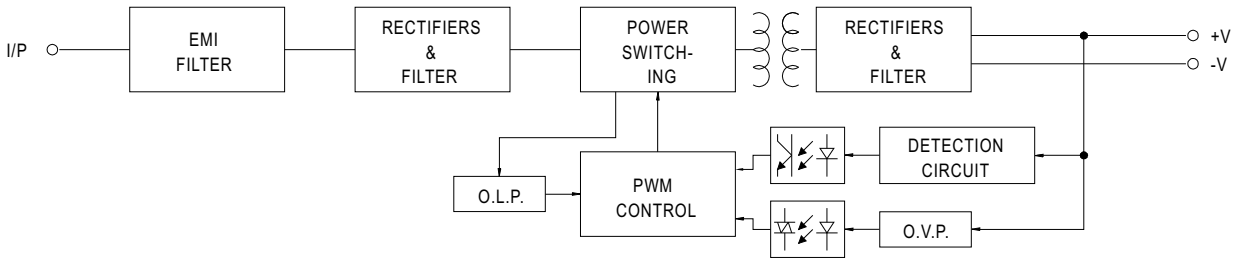 I/P
EMI
FILTER
RECTIFIERS
&
FILTER
POWER
SWITCH-
ING
RECTIFIERS
&
FILTER
+V
-V
O.L.P.
PWM
CONTROL
DETECTION
CIRCUIT
O.V.P.